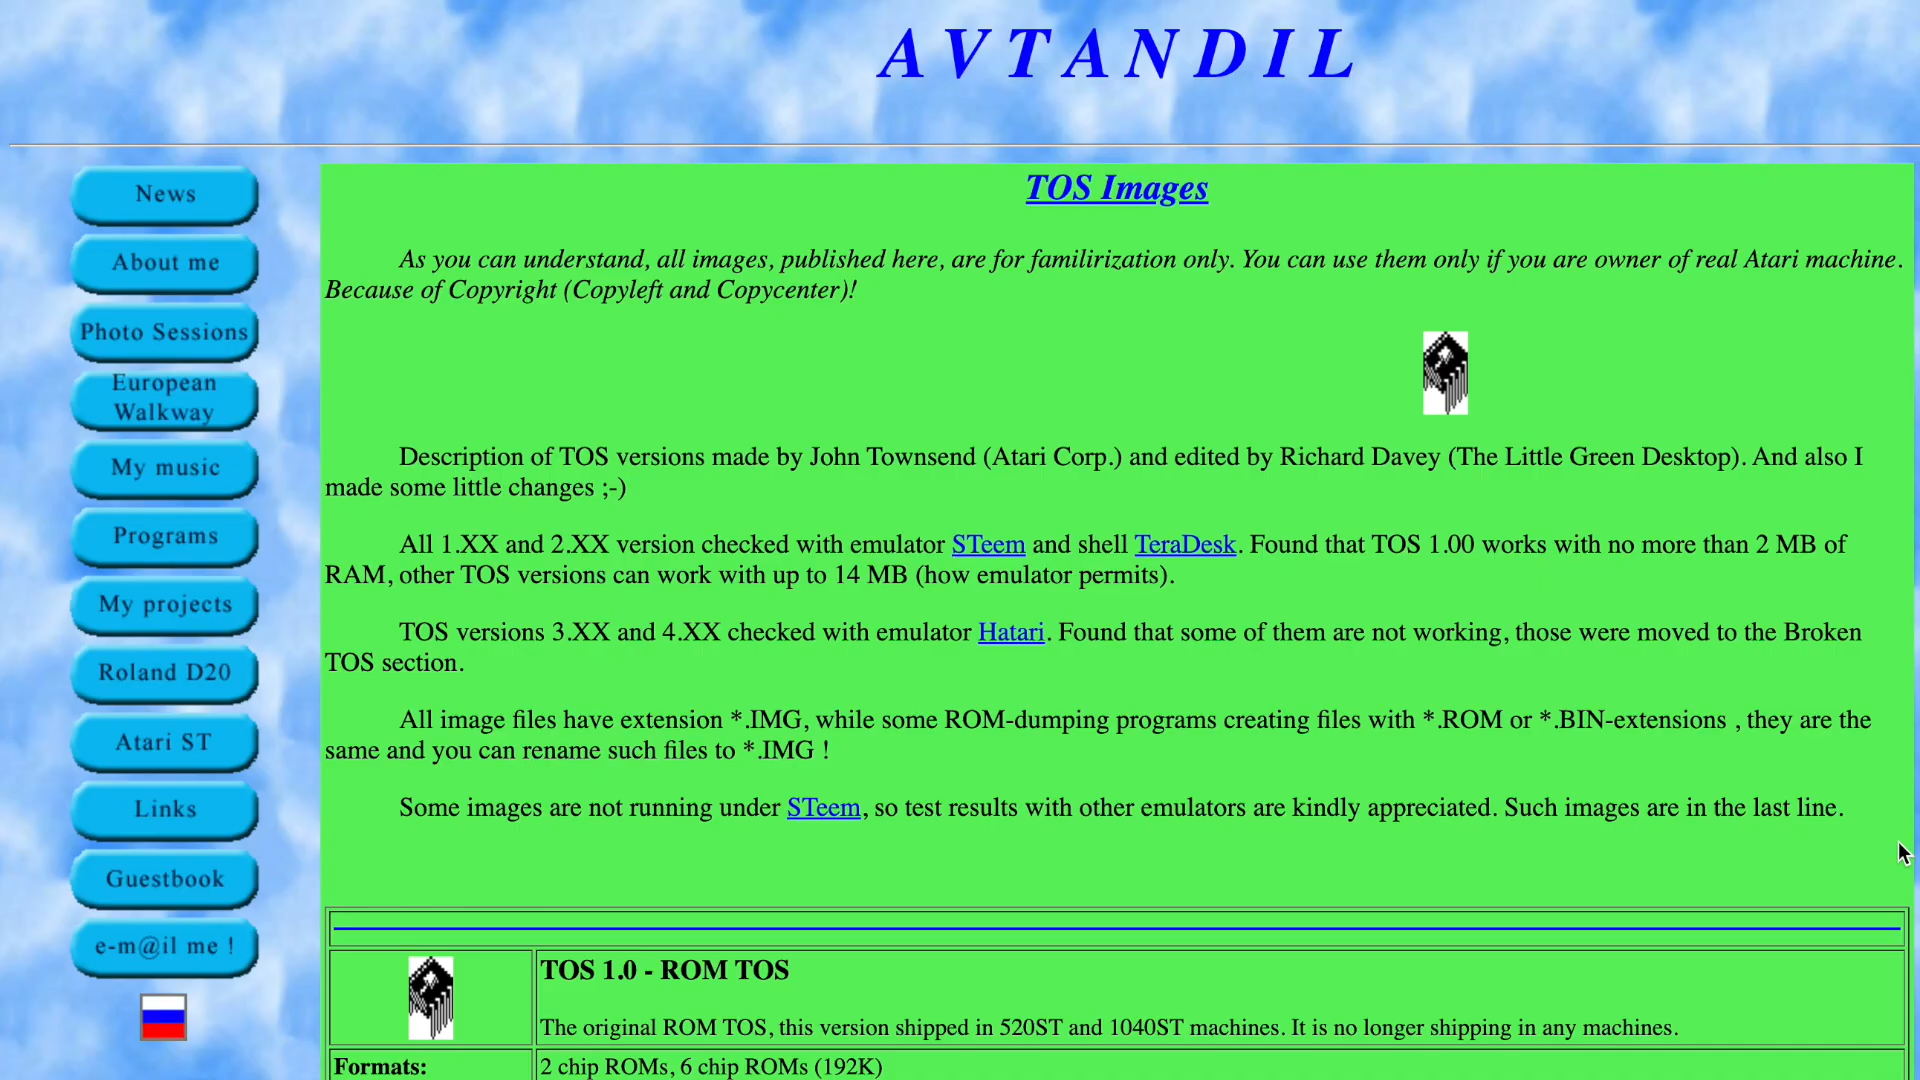 AVTANDIL
News
About me
Photo Sessions
European
Walkway
My music
Programs
My projects
Roland D20
Atari ST
Links
Guestbook
e-m@il me !
TOS Images
As you can understand, all images, published here, are for familirization only. You can use them only if you are owner of real Atari machine.
Because of Copyright (Copyleft and Copycenter)!
Description of TOS versions made by John Townsend (Atari Corp.) and edited by Richard Davey (The Little Green Desktop). And also I
made some little changes ;-)
All 1.XX and 2.XX version checked with emulator STeem and shell TeraDesk. Found that TOS 1.00 works with no more than 2 MB of
RAM, other TOS versions can work with up to 14 MB (how emulator permits).
TOS versions 3.XX and 4.XX checked with emulator Hatari. Found that some of them are not working, those were moved to the Broken
TOS section.
All image files have extension *.IMG, while some ROM-dumping programs creating files with *.ROM or *.BIN-extensions , they are the
same and you can rename such files to *.IMG !
Some images are not running under STeem, so test results with other emulators are kindly appreciated. Such images are in the last line.
TOS 1.0 - ROM TOS
The original ROM TOS, this version shipped in 520ST and 1040ST machines. It is no longer shipping in any machines.
Formats:
2 chip ROMs, 6 chip ROMs (192K)